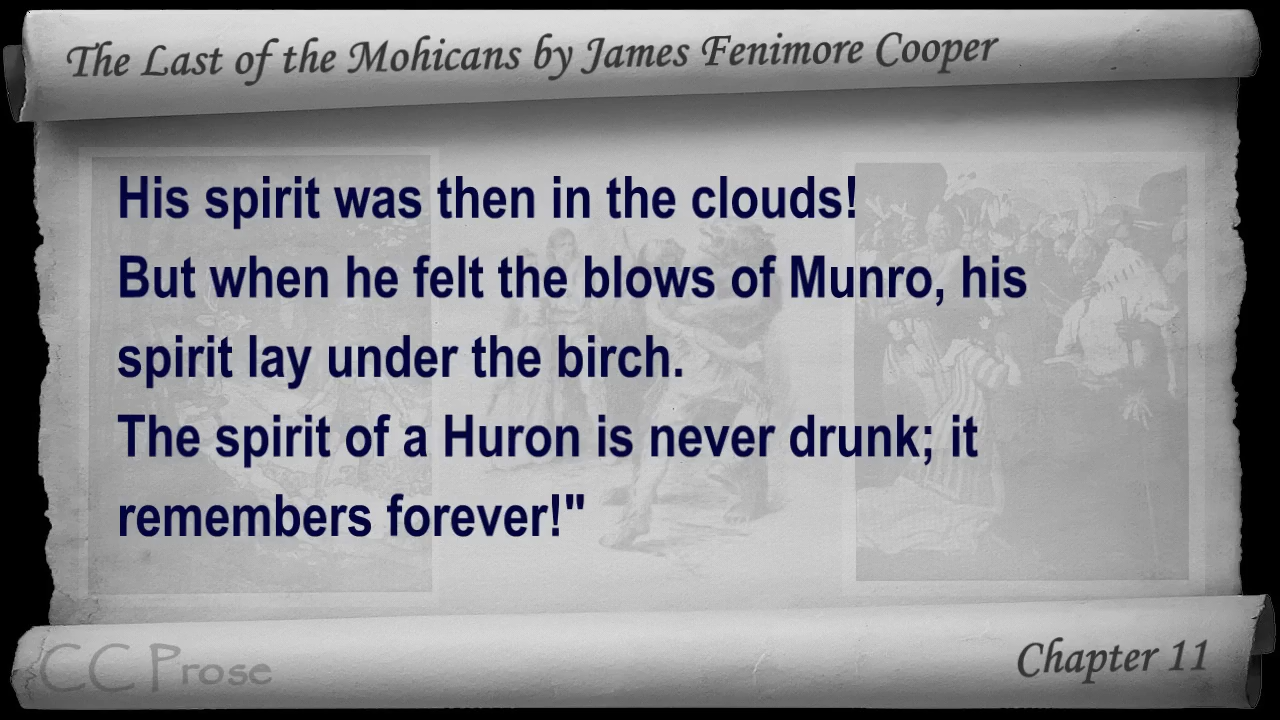 The Last of the Mohicans by James Fenimore Cooper
His spirit was then in the clouds!
But when he felt the blows of Munro, his
spirit lay under the birch.
The spirit of a Huron is never drunk; it
remembers forever!"
CC Prose
Chapter 11